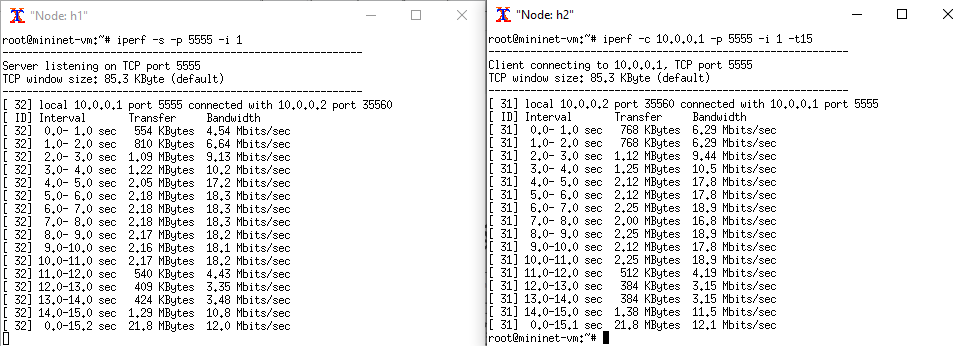 "Node: h1"
root@mininet-vm:~# iperf -s -p 5555 -i 1
------------------------------------------------------------
Server listening on TCP port 5555
TCP window size: 85.3 KByte (default)
------------------------------------------------------------
[ 32] local 10.0.0.1 port 5555 connected with 10.0.0.2 port 35560
[ ID] Interval       Transfer     Bandwidth
[ 32]  0.0- 1.0 sec   554 KBytes  4.54 Mbits/sec
[ 32]  1.0- 2.0 sec   810 KBytes  6.64 Mbits/sec
[ 32]  2.0- 3.0 sec  1.09 MBytes  9.13 Mbits/sec
[ 32]  3.0- 4.0 sec  1.22 MBytes  10.2 Mbits/sec
[ 32]  4.0- 5.0 sec  2.05 MBytes  17.2 Mbits/sec
[ 32]  5.0- 6.0 sec  2.18 MBytes  18.3 Mbits/sec
[ 32]  6.0- 7.0 sec  2.18 MBytes  18.3 Mbits/sec
[ 32]  7.0- 8.0 sec  2.18 MBytes  18.3 Mbits/sec
[ 32]  8.0- 9.0 sec  2.17 MBytes  18.2 Mbits/sec
[ 32]  9.0-10.0 sec  2.16 MBytes  18.1 Mbits/sec
[ 32] 10.0-11.0 sec  2.17 MBytes  18.2 Mbits/sec
[ 32] 11.0-12.0 sec   540 KBytes  4.43 Mbits/sec
[ 32] 12.0-13.0 sec   409 KBytes  3.35 Mbits/sec
[ 32] 13.0-14.0 sec   424 KBytes  3.48 Mbits/sec
[ 32] 14.0-15.0 sec  1.29 MBytes  10.8 Mbits/sec
[ 32]  0.0-15.2 sec  21.8 MBytes  12.0 Mbits/sec
"Node: h2"
root@mininet-vm:~# iperf -c 10.0.0.1 -p 5555 -i 1 -t15
------------------------------------------------------------
Client connecting to 10.0.0.1, TCP port 5555
TCP window size: 85.3 KByte (default)
------------------------------------------------------------
[ 31] local 10.0.0.2 port 35560 connected with 10.0.0.1 port 5555
[ ID] Interval       Transfer     Bandwidth
[ 31]  0.0- 1.0 sec   768 KBytes  6.29 Mbits/sec
[ 31]  1.0- 2.0 sec   768 KBytes  6.29 Mbits/sec
[ 31]  2.0- 3.0 sec  1.12 MBytes  9.44 Mbits/sec
[ 31]  3.0- 4.0 sec  1.25 MBytes  10.5 Mbits/sec
[ 31]  4.0- 5.0 sec  2.12 MBytes  17.8 Mbits/sec
[ 31]  5.0- 6.0 sec  2.12 MBytes  17.8 Mbits/sec
[ 31]  6.0- 7.0 sec  2.25 MBytes  18.9 Mbits/sec
[ 31]  7.0- 8.0 sec  2.00 MBytes  16.8 Mbits/sec
[ 31]  8.0- 9.0 sec  2.25 MBytes  18.9 Mbits/sec
[ 31]  9.0-10.0 sec  2.12 MBytes  17.8 Mbits/sec
[ 31] 10.0-11.0 sec  2.25 MBytes  18.9 Mbits/sec
[ 31] 11.0-12.0 sec   512 KBytes  4.19 Mbits/sec
[ 31] 12.0-13.0 sec   384 KBytes  3.15 Mbits/sec
[ 31] 13.0-14.0 sec   384 KBytes  3.15 Mbits/sec
[ 31] 14.0-15.0 sec  1.38 MBytes  11.5 Mbits/sec
[ 31]  0.0-15.1 sec  21.8 MBytes  12.1 Mbits/sec
root@mininet-vm:~#